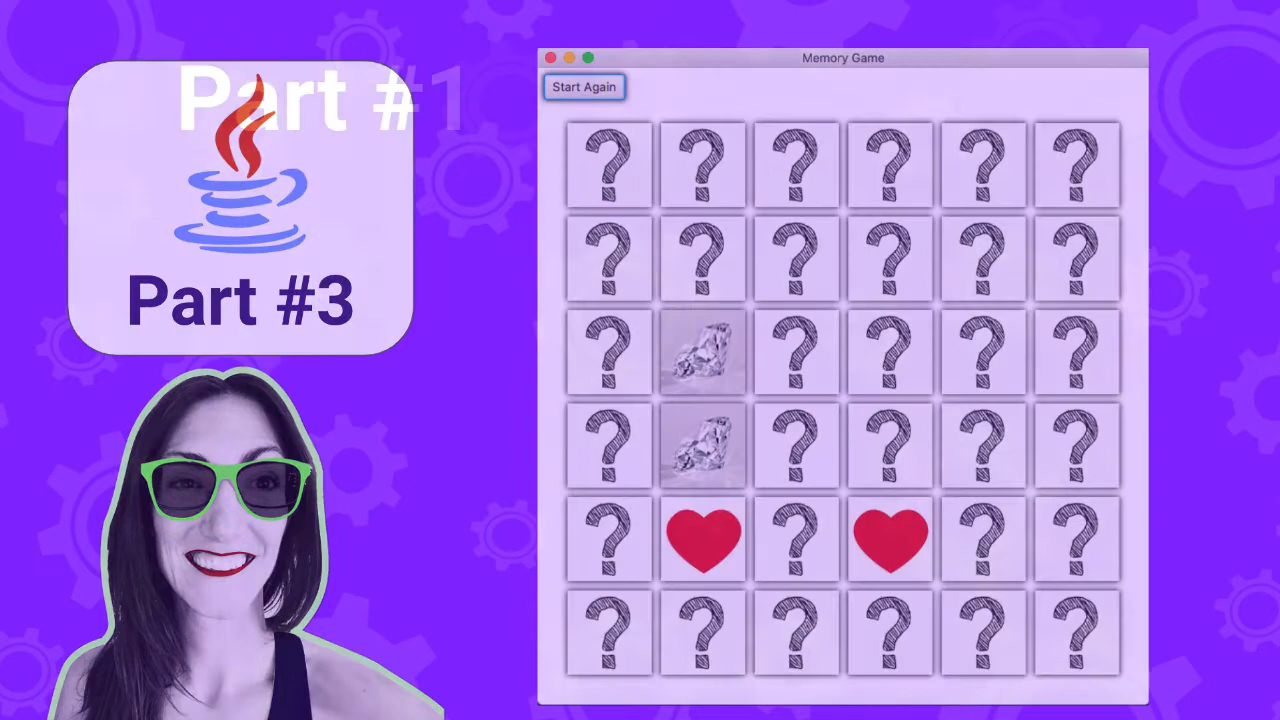 Part #1
Part #3
Memory Game
Start Again
? ? ? ? ? ?
? ? ? ? ? ?
? ? ? ? ?
? ? ? ? ?
? ? ? ?
? ? ? ? ? ?